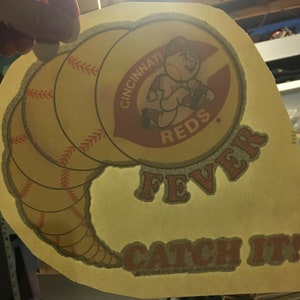 CINCINNATI
REDS
®
FEVER
CATCH IT!